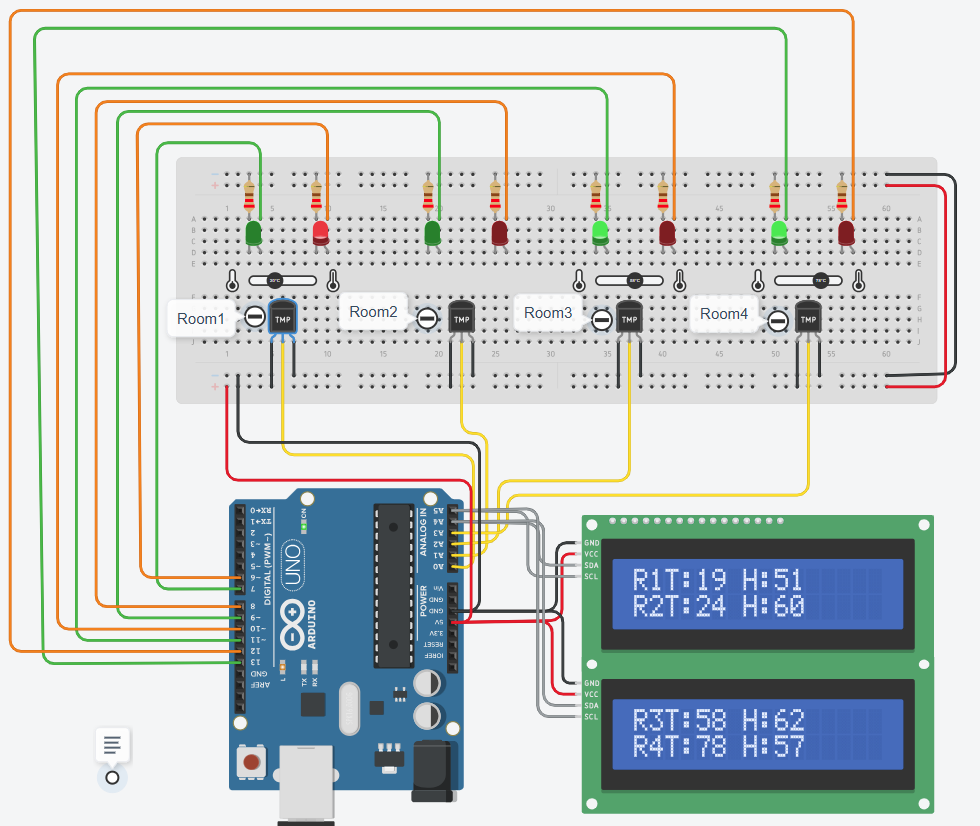 1 5 10 15 20 25 30 35 40 45 50 55 60
A A
B B
C C
D D
E E
TMP TMP TMP TMP
Room1
Room2
Room3
Room4
F F
G G
H H
I I
J J
1 5 10 15 20 25 30 35 40 45 50 55 60
RX←0
TX→1
2
~3
4
~5
~6
7
8
~9
~10
~11
12
13
GND
AREF
DIGITAL (PWM~)
ON
UNO
ARDUINO
L
TX
RX
ANALOG IN
A5
A4
A3
A2
A1
A0
POWER
Vin
GND
GND
5V
3.3V
RESET
IOREF
GND
VCC
SDA
SCL
R1T:19 H:51
R2T:24 H:60
GND
VCC
SDA
SCL
R3T:58 H:62
R4T:78 H:57